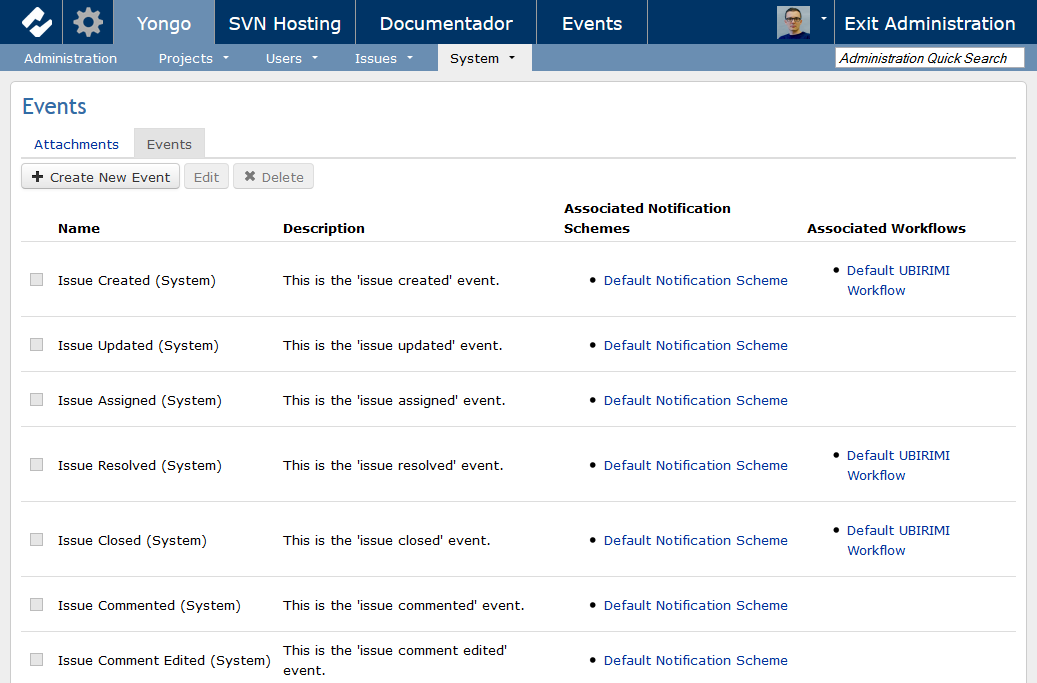 Yongo SVN Hosting Documentador Events Exit Administration
Administration Projects Users Issues System Administration Quick Search
Events
Attachments Events
Create New Event Edit Delete
Associated Notification
Name Description Schemes Associated Workflows
Issue Created (System) This is the 'issue created' event. • Default Notification Scheme • Default UBIRIMI
Workflow
Issue Updated (System) This is the 'issue updated' event. • Default Notification Scheme
Issue Assigned (System) This is the 'issue assigned' event. • Default Notification Scheme
Issue Resolved (System) This is the 'issue resolved' event. • Default Notification Scheme • Default UBIRIMI
Workflow
Issue Closed (System) This is the 'issue closed' event. • Default Notification Scheme • Default UBIRIMI
Workflow
Issue Commented (System) This is the 'issue commented' event. • Default Notification Scheme
Issue Comment Edited (System) This is the 'issue comment edited' • Default Notification Scheme
event.